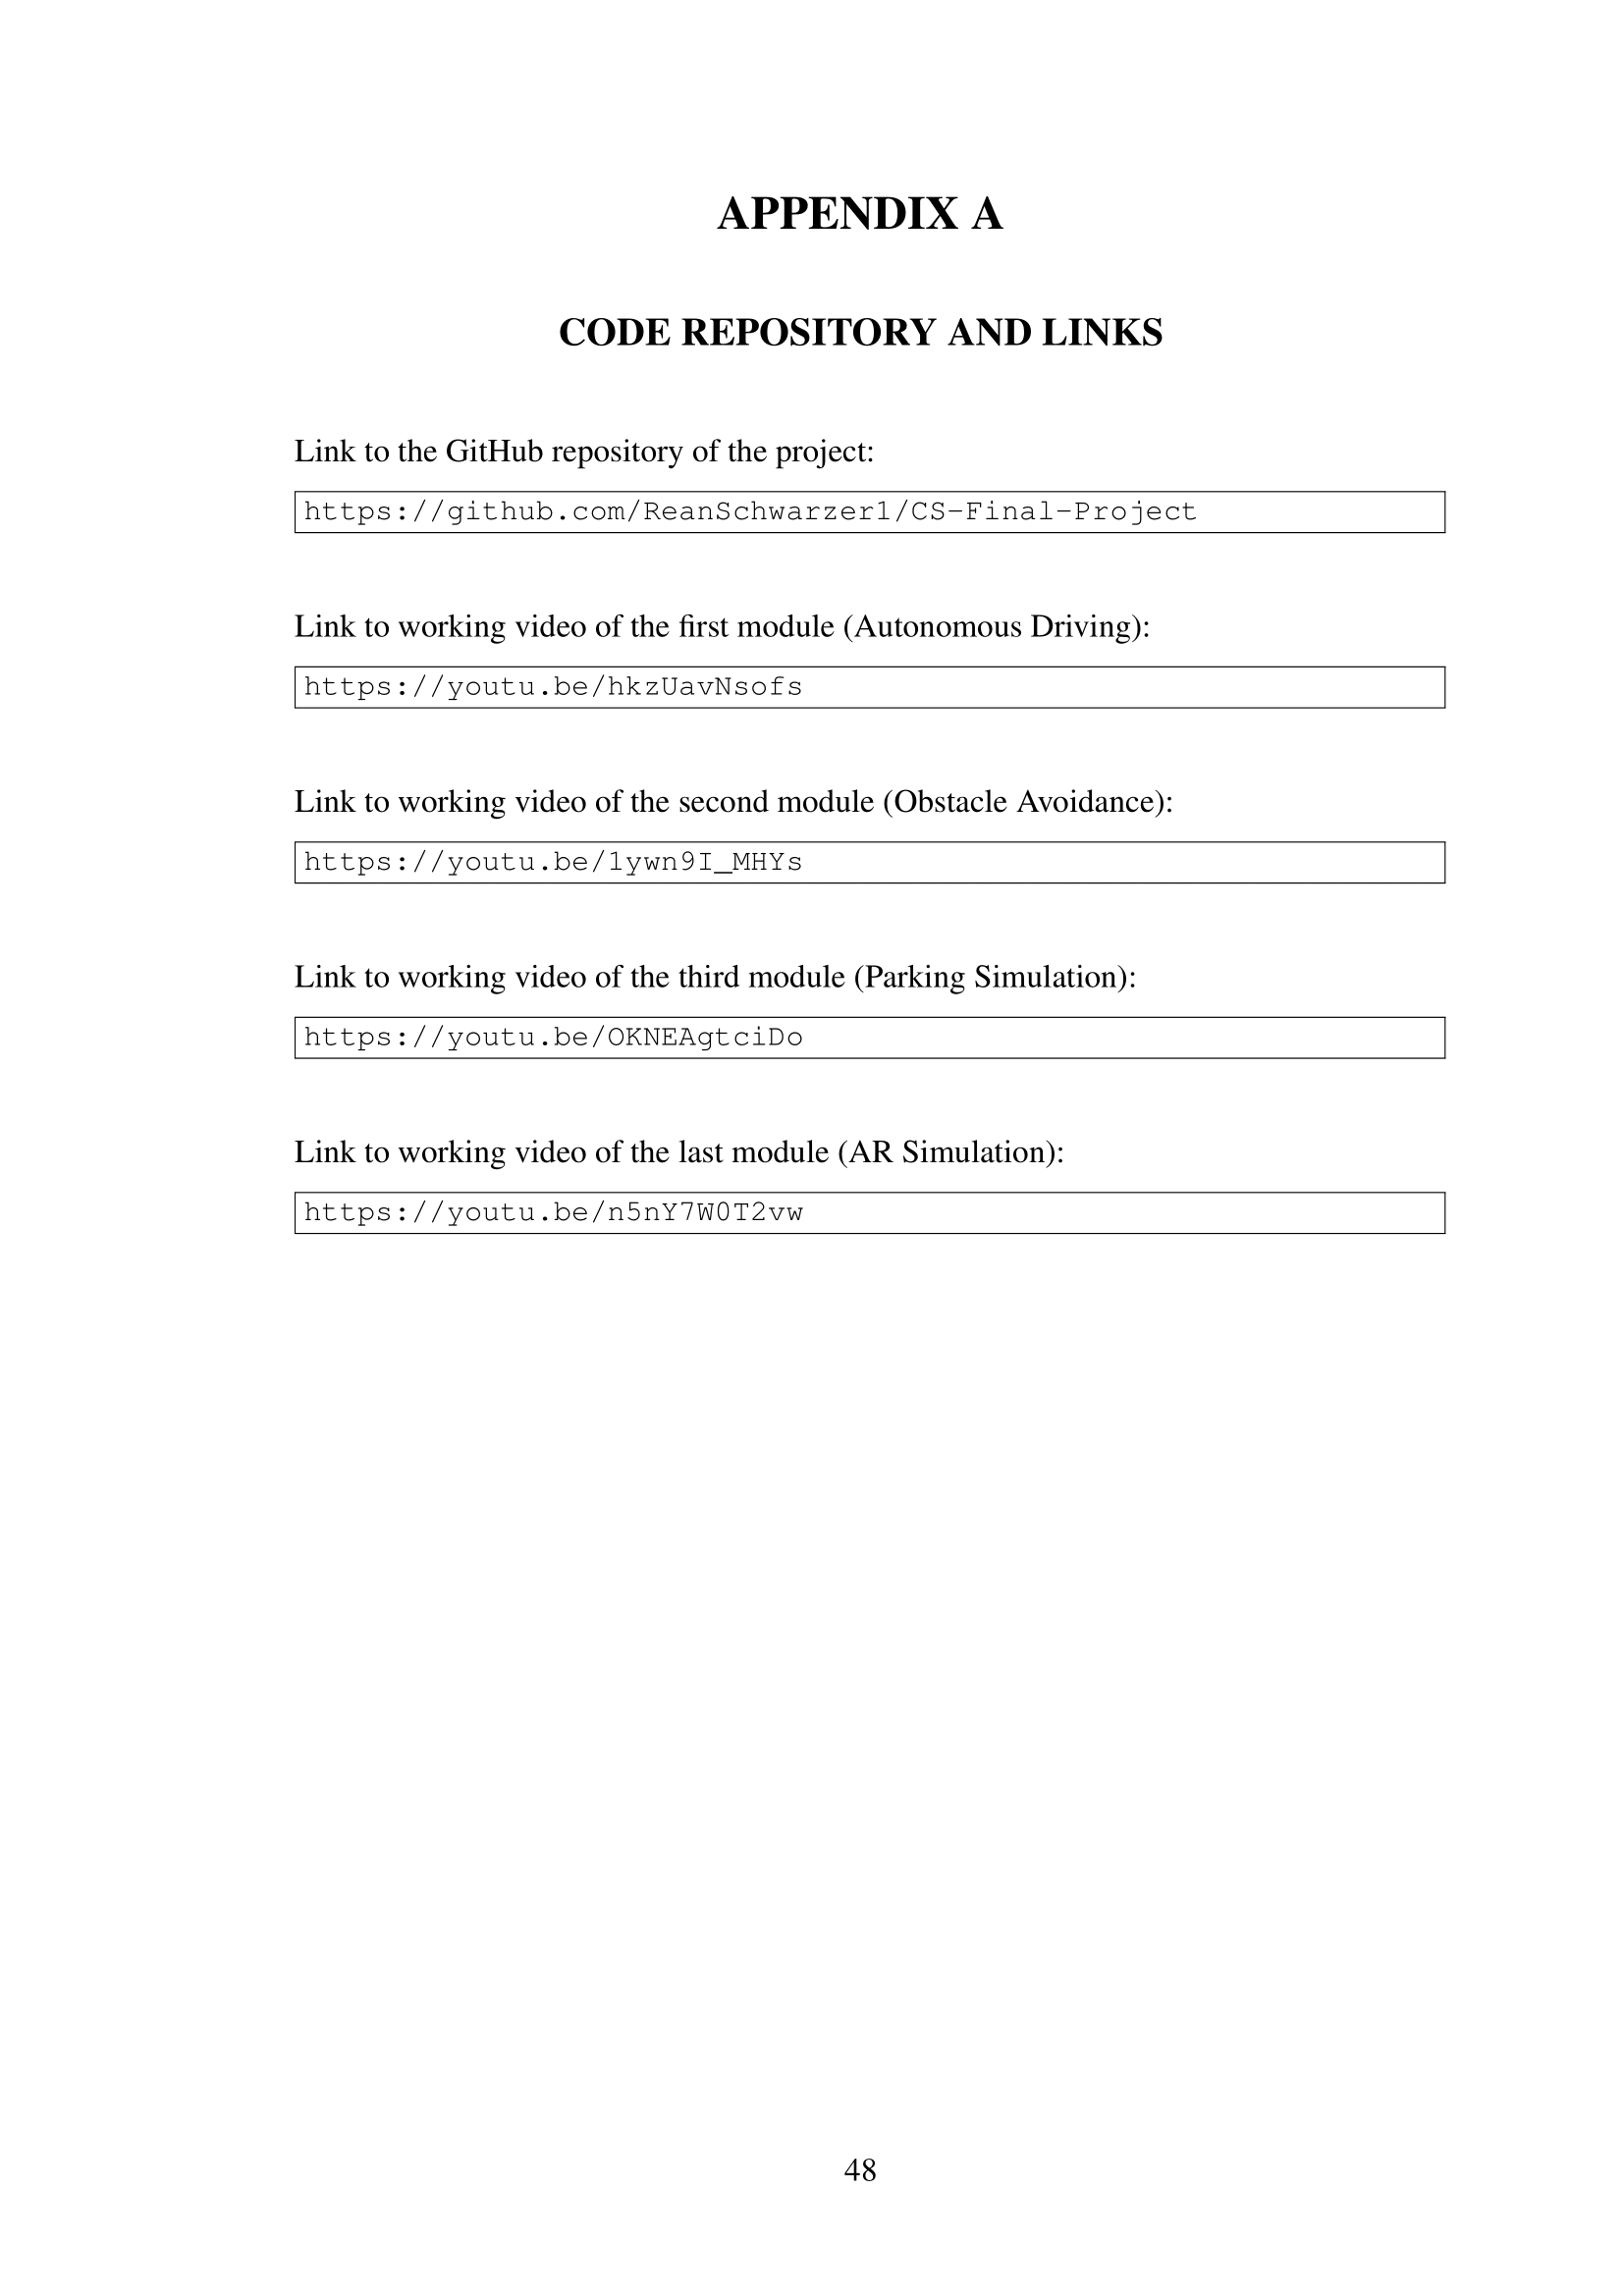 APPENDIX A
CODE REPOSITORY AND LINKS
Link to the GitHub repository of the project:
https://github.com/ReanSchwarzer1/CS-Final-Project
Link to working video of the first module (Autonomous Driving):
https://youtu.be/hkzUavNsofs
Link to working video of the second module (Obstacle Avoidance):
https://youtu.be/1ywn9I_MHYs
Link to working video of the third module (Parking Simulation):
https://youtu.be/OKNEAgtciDo
Link to working video of the last module (AR Simulation):
https://youtu.be/n5nY7W0T2vw
48